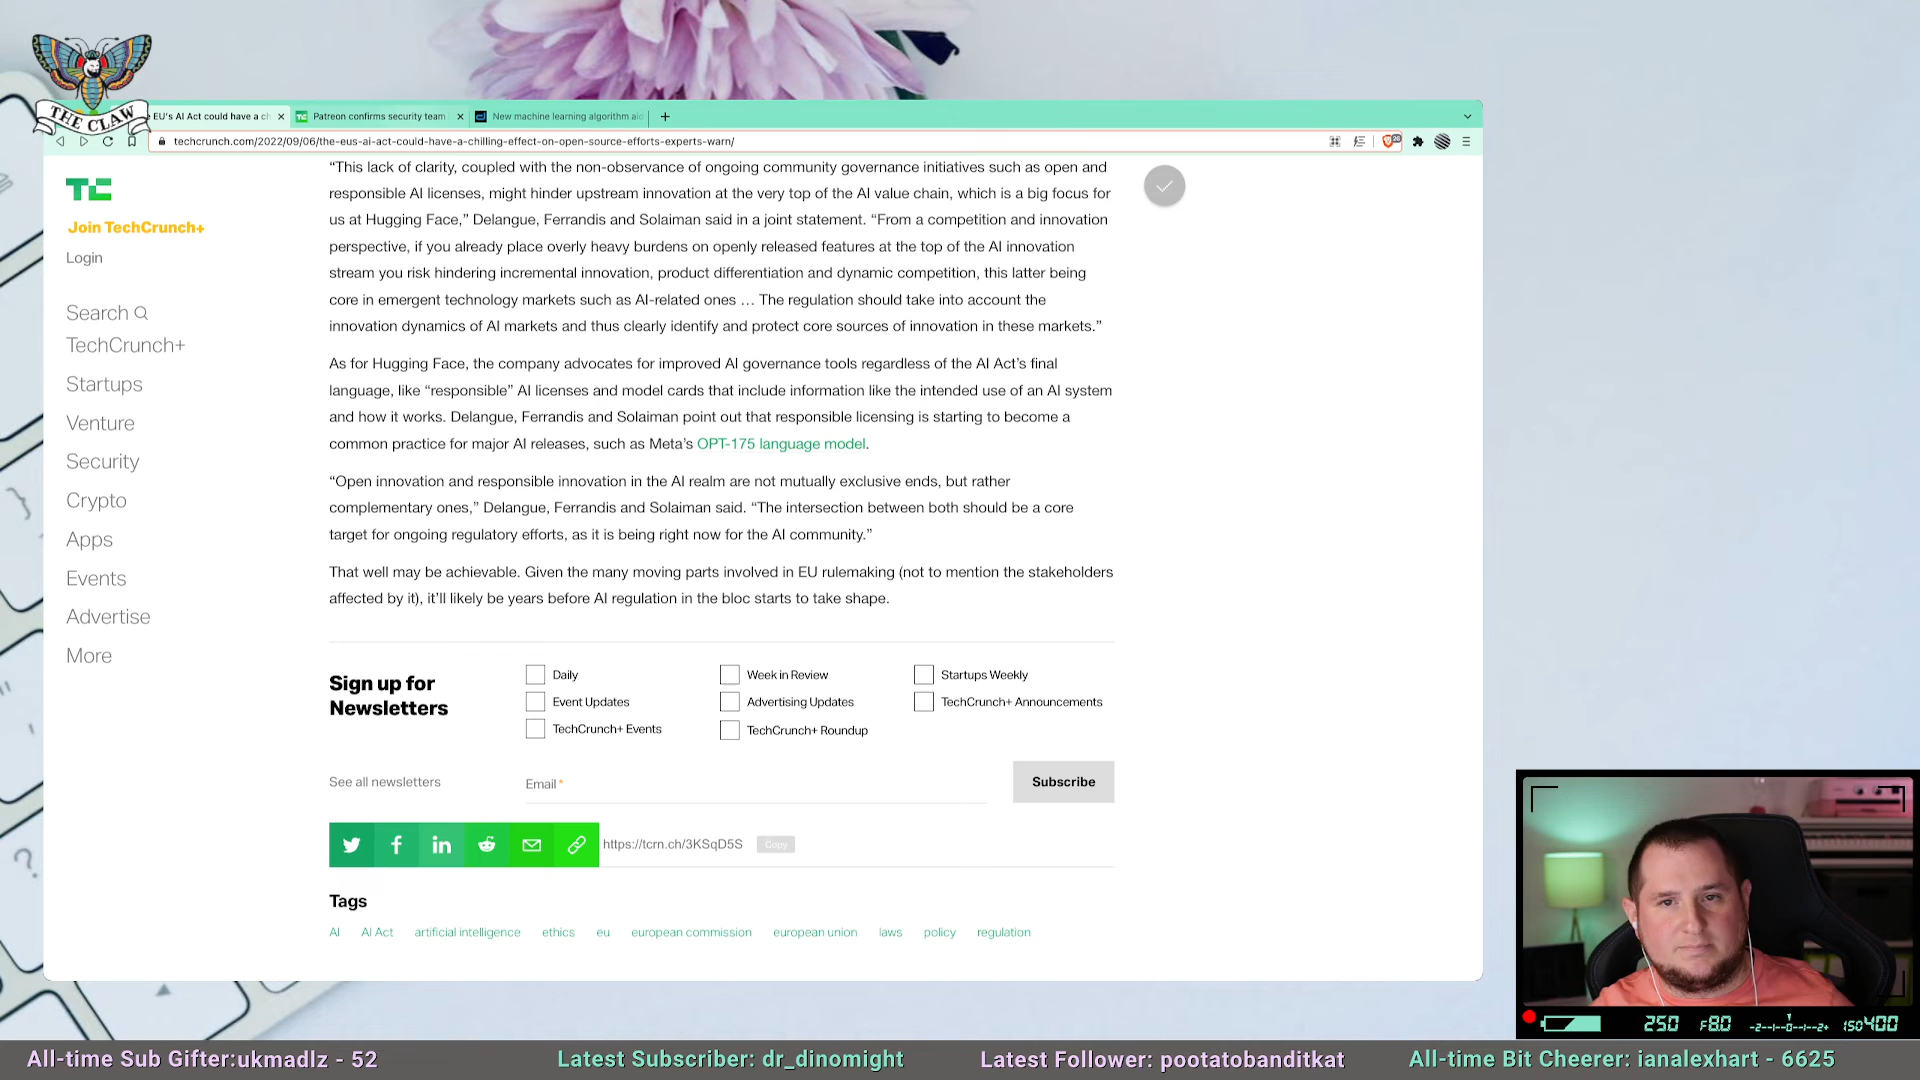 THE CLAW
EU's AI Act could have a ch
Patreon confirms security team
New machine learning algorithm aid
techcrunch.com/2022/09/06/the-eus-ai-act-could-have-a-chilling-effect-on-open-source-efforts-experts-warn/
TC
Join TechCrunch+
Login
Search
TechCrunch+
Startups
Venture
Security
Crypto
Apps
Events
Advertise
More
“This lack of clarity, coupled with the non-observance of ongoing community governance initiatives such as open and
responsible AI licenses, might hinder upstream innovation at the very top of the AI value chain, which is a big focus for
us at Hugging Face,” Delangue, Ferrandis and Solaiman said in a joint statement. “From a competition and innovation
perspective, if you already place overly heavy burdens on openly released features at the top of the AI innovation
stream you risk hindering incremental innovation, product differentiation and dynamic competition, this latter being
core in emergent technology markets such as AI-related ones … The regulation should take into account the
innovation dynamics of AI markets and thus clearly identify and protect core sources of innovation in these markets.”
As for Hugging Face, the company advocates for improved AI governance tools regardless of the AI Act’s final
language, like “responsible” AI licenses and model cards that include information like the intended use of an AI system
and how it works. Delangue, Ferrandis and Solaiman point out that responsible licensing is starting to become a
common practice for major AI releases, such as Meta’s OPT-175 language model.
“Open innovation and responsible innovation in the AI realm are not mutually exclusive ends, but rather
complementary ones,” Delangue, Ferrandis and Solaiman said. “The intersection between both should be a core
target for ongoing regulatory efforts, as it is being right now for the AI community.”
That well may be achievable. Given the many moving parts involved in EU rulemaking (not to mention the stakeholders
affected by it), it’ll likely be years before AI regulation in the bloc starts to take shape.
Sign up for
Newsletters
Daily
Week in Review
Startups Weekly
Event Updates
Advertising Updates
TechCrunch+ Announcements
TechCrunch+ Events
TechCrunch+ Roundup
See all newsletters
Email *
Subscribe
https://tcrn.ch/3KSqD5S
Copy
Tags
AI AI Act artificial intelligence ethics eu european commission european union laws policy regulation
250 F8.0 -2--1--0--1--2+ ISO400
All-time Sub Gifter:ukmadlz - 52
Latest Subscriber: dr_dinomight
Latest Follower: pootatobanditkat
All-time Bit Cheerer: ianalexhart - 6625